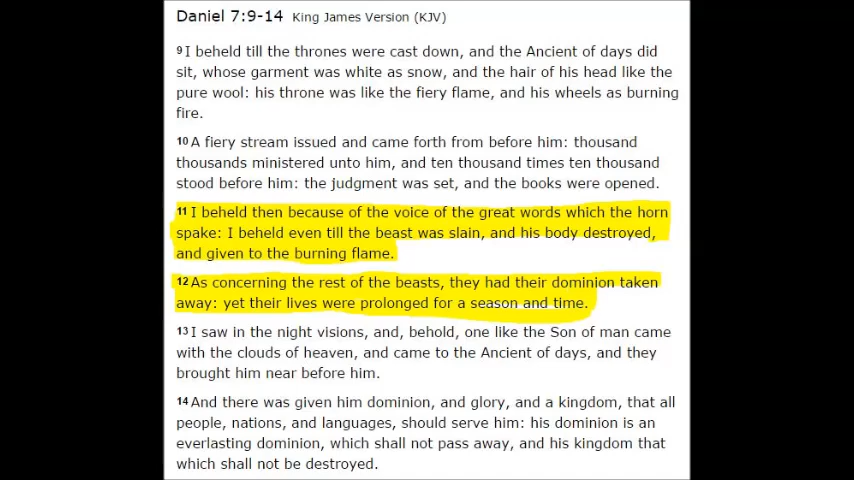 Daniel 7:9-14 King James Version (KJV)
9 I beheld till the thrones were cast down, and the Ancient of days did
sit, whose garment was white as snow, and the hair of his head like the
pure wool: his throne was like the fiery flame, and his wheels as burning
fire.
10 A fiery stream issued and came forth from before him: thousand
thousands ministered unto him, and ten thousand times ten thousand
stood before him: the judgment was set, and the books were opened.
11 I beheld then because of the voice of the great words which the horn
spake: I beheld even till the beast was slain, and his body destroyed,
and given to the burning flame.
12 As concerning the rest of the beasts, they had their dominion taken
away: yet their lives were prolonged for a season and time.
13 I saw in the night visions, and, behold, one like the Son of man came
with the clouds of heaven, and came to the Ancient of days, and they
brought him near before him.
14 And there was given him dominion, and glory, and a kingdom, that all
people, nations, and languages, should serve him: his dominion is an
everlasting dominion, which shall not pass away, and his kingdom that
which shall not be destroyed.